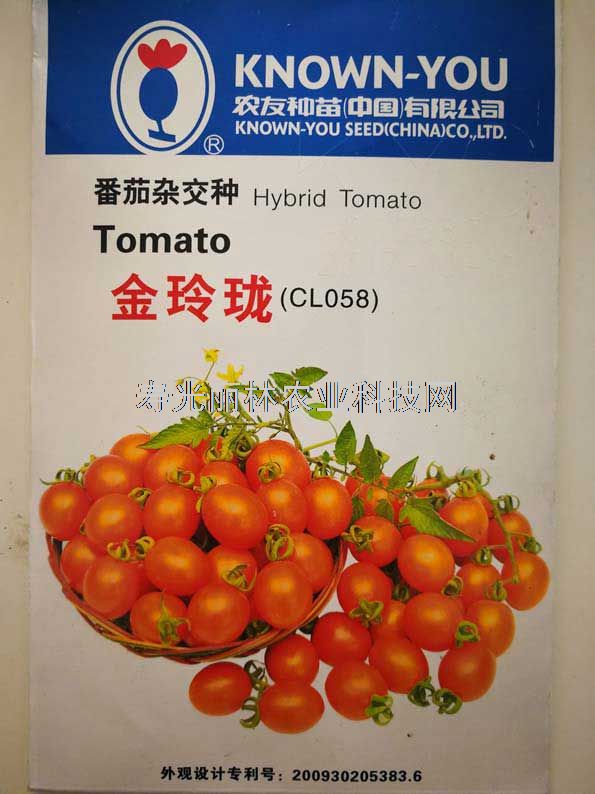 KNOWN-YOU
农友种苗(中国)有限公司
KNOWN-YOU SEED(CHINA)CO.,LTD.
®
番茄杂交种 Hybrid Tomato
Tomato
金玲珑(CL058)
寿光丽林农业科技网
外观设计专利号：200930205383.6